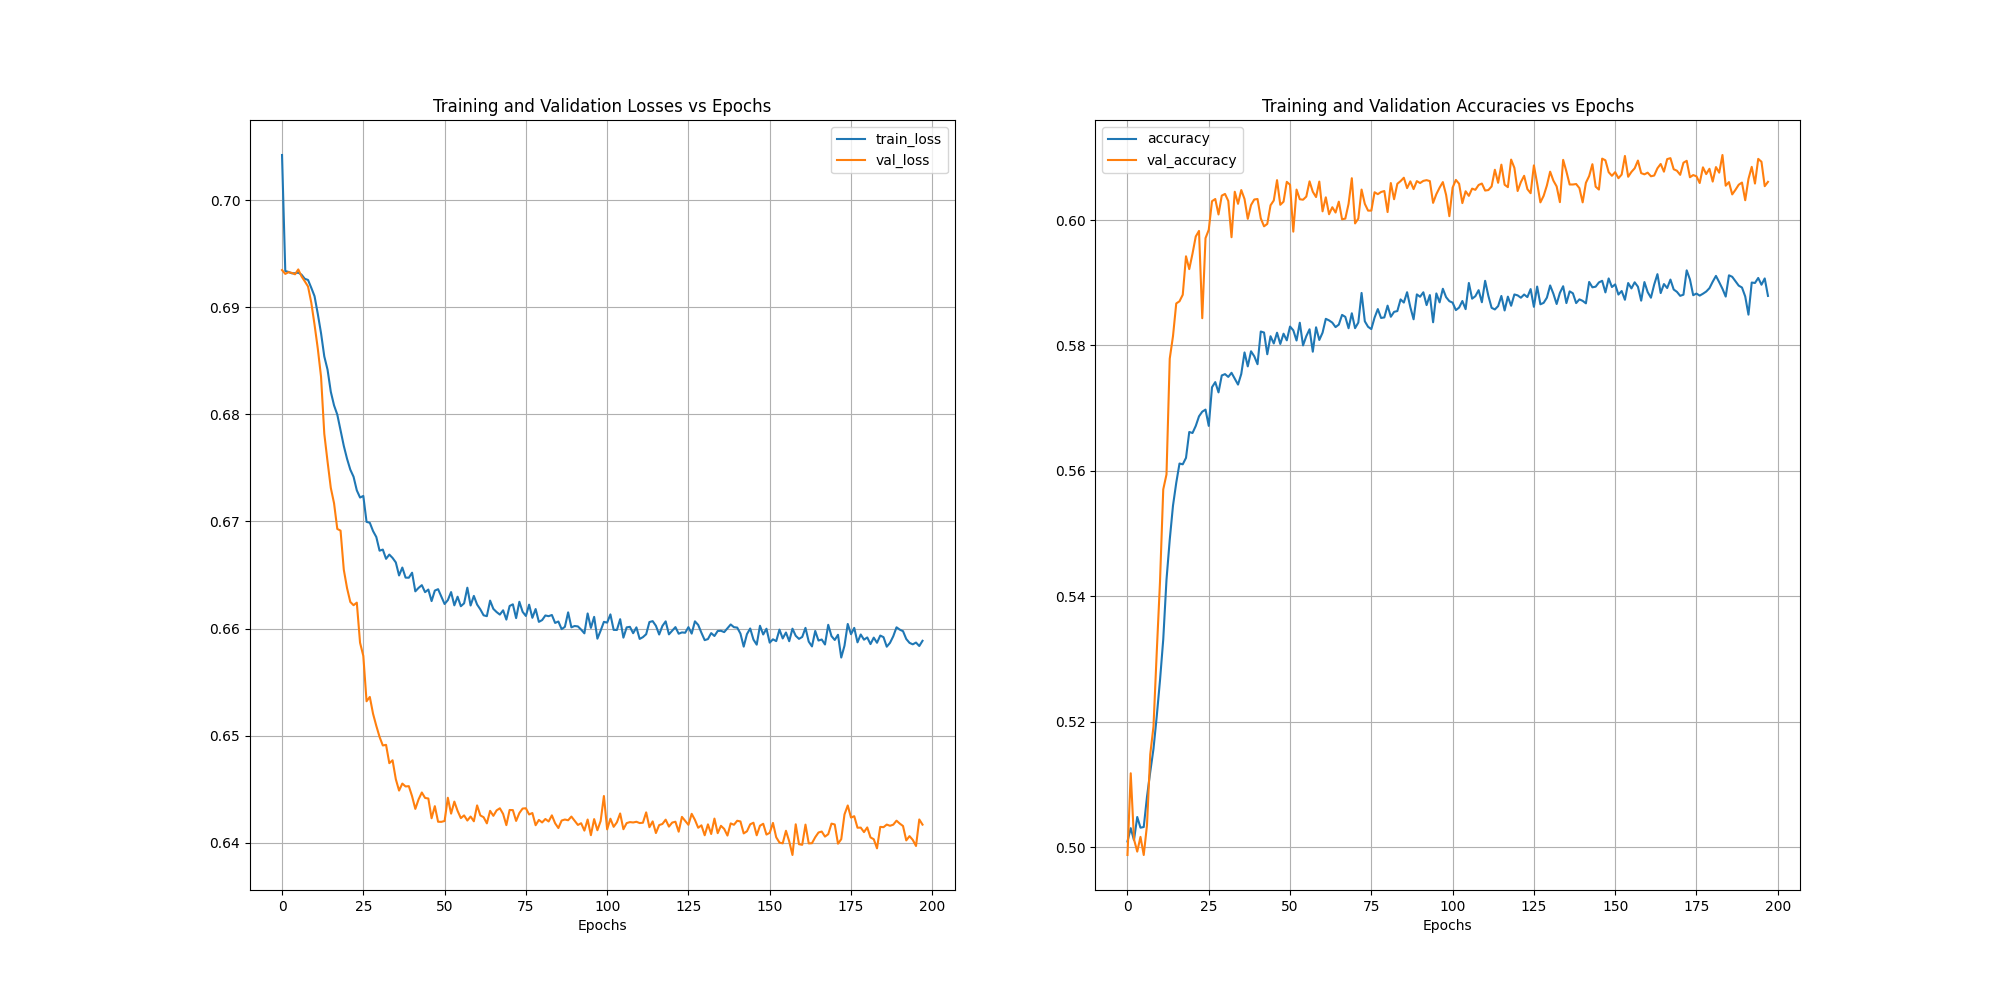 Training and Validation Losses vs Epochs
train_loss
val_loss
0.70
0.69
0.68
0.67
0.66
0.65
0.64
0 25 50 75 100 125 150 175 200
Epochs
Training and Validation Accuracies vs Epochs
accuracy
val_accuracy
0.60
0.58
0.56
0.54
0.52
0.50
0 25 50 75 100 125 150 175 200
Epochs